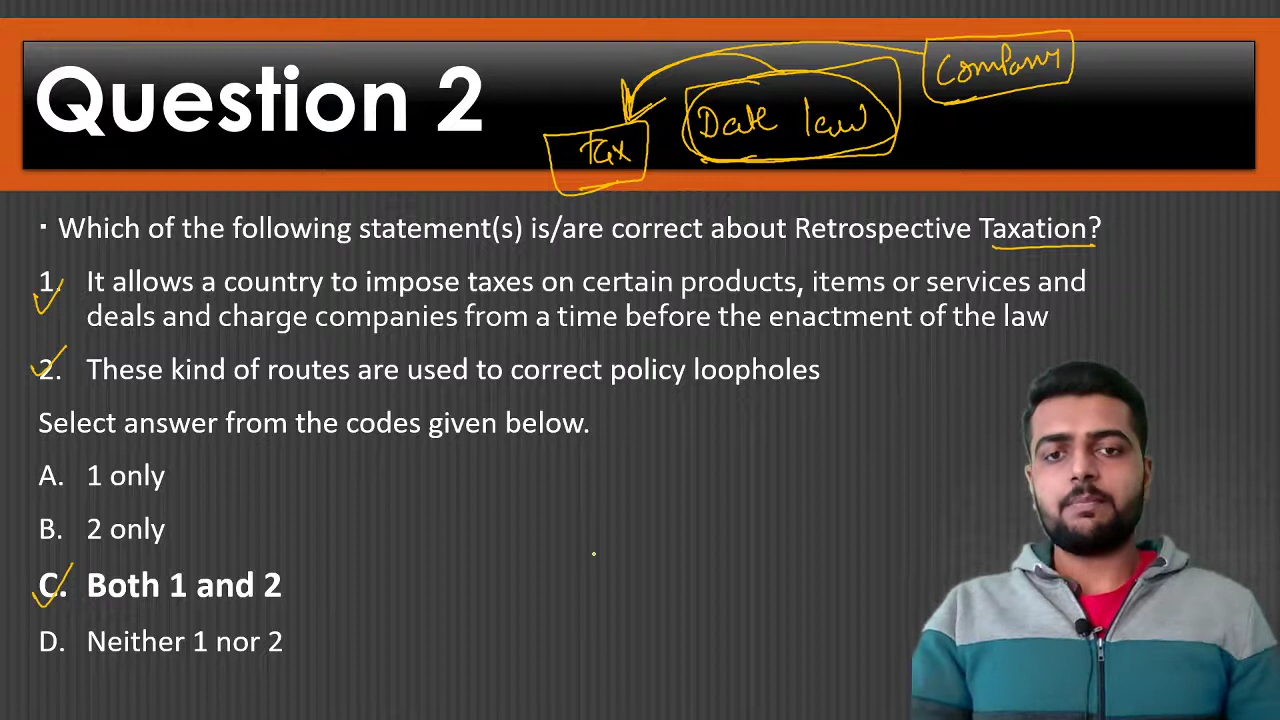 Question 2
Company
Date law
Tax
· Which of the following statement(s) is/are correct about Retrospective Taxation?
1. It allows a country to impose taxes on certain products, items or services and
deals and charge companies from a time before the enactment of the law
2. These kind of routes are used to correct policy loopholes
Select answer from the codes given below.
A. 1 only
B. 2 only
C. Both 1 and 2
D. Neither 1 nor 2